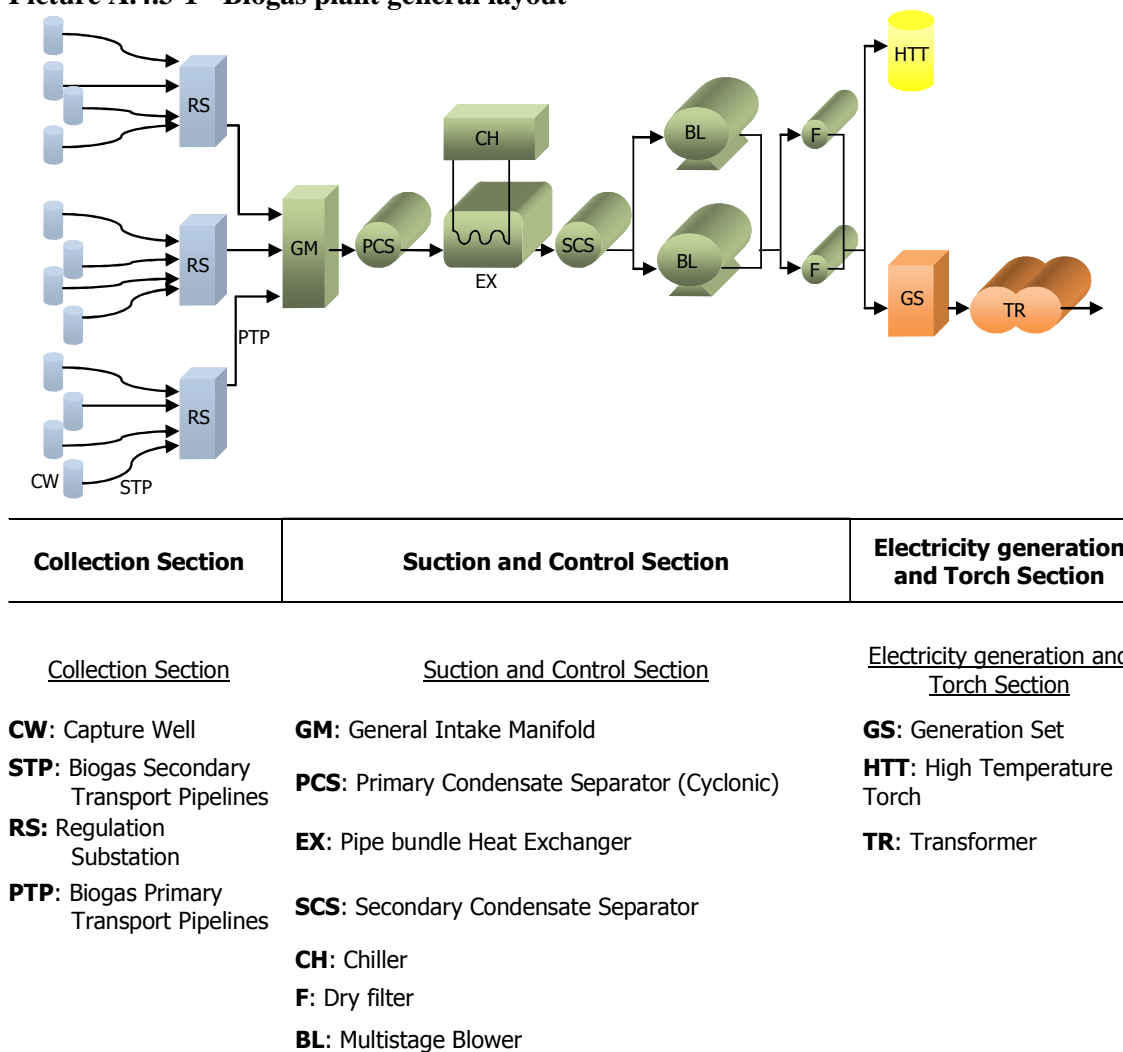 Picture A.4.3-1 - Biogas plant general layout
HTT
RS
CH
BL
F
GM
PCS
EX
SCS
RS
BL
F
GS
TR
PTP
RS
CW
STP
Collection Section
Suction and Control Section
Electricity generation
and Torch Section
Collection Section
Suction and Control Section
Electricity generation and
Torch Section
CW: Capture Well
STP: Biogas Secondary
Transport Pipelines
RS: Regulation
Substation
PTP: Biogas Primary
Transport Pipelines
GM: General Intake Manifold
PCS: Primary Condensate Separator (Cyclonic)
EX: Pipe bundle Heat Exchanger
SCS: Secondary Condensate Separator
CH: Chiller
F: Dry filter
BL: Multistage Blower
GS: Generation Set
HTT: High Temperature
Torch
TR: Transformer